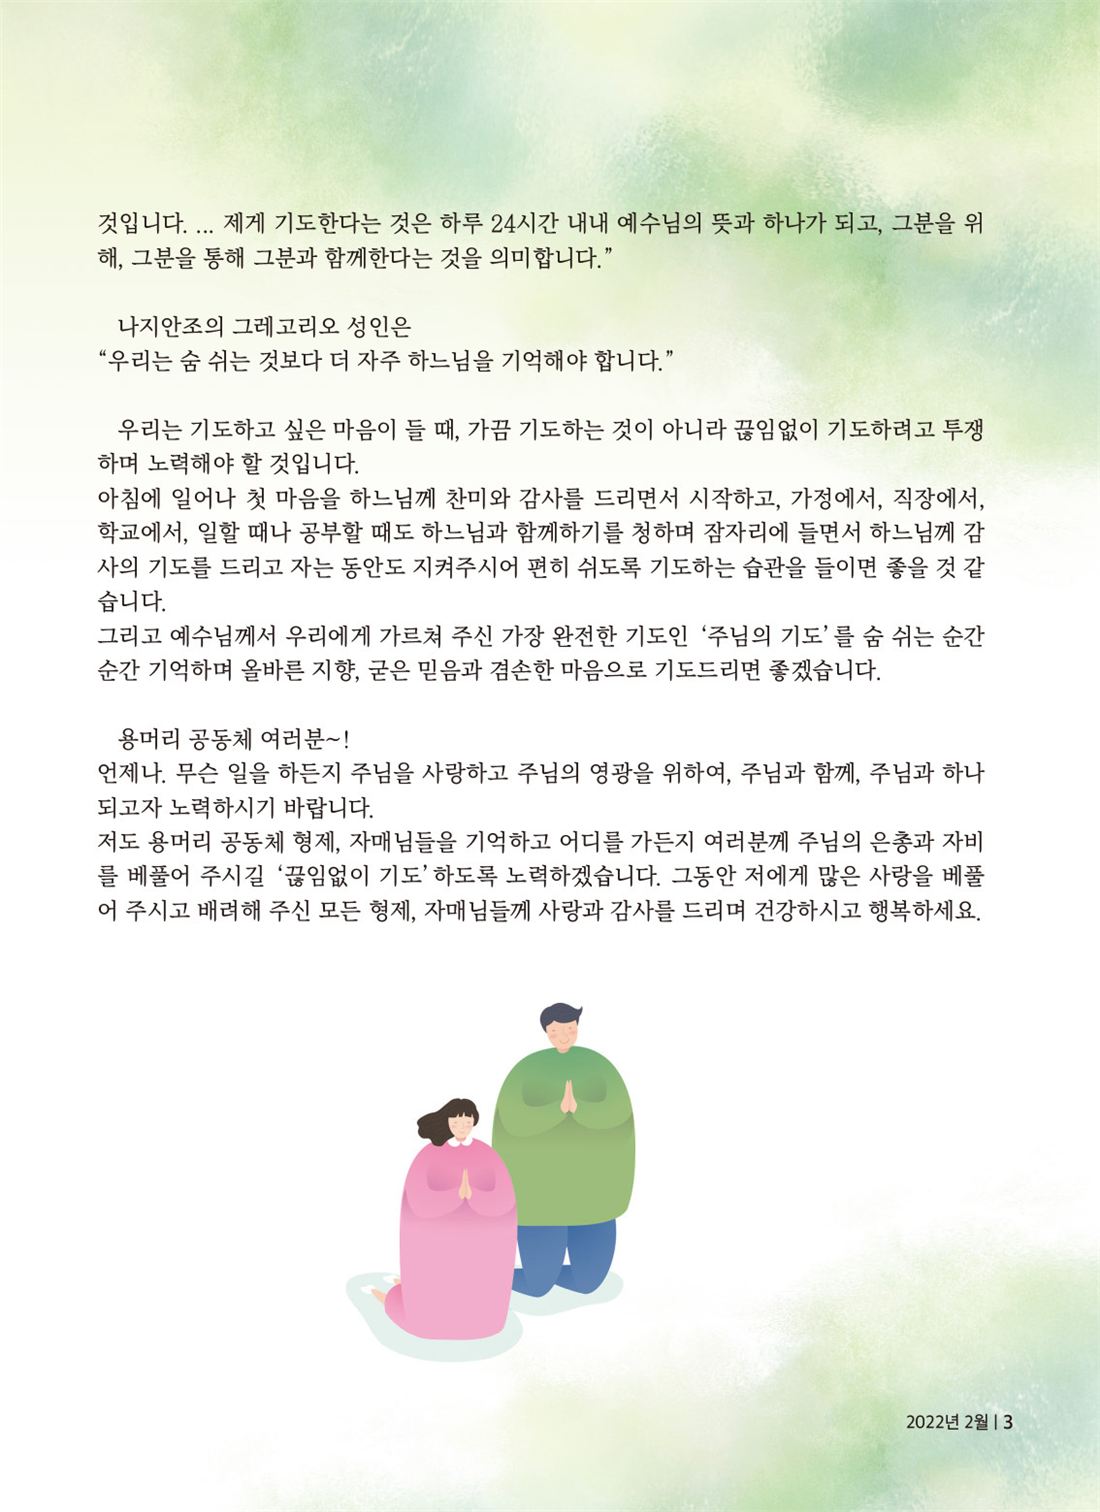 것입니다. ... 제게 기도한다는 것은 하루 24시간 내내 예수님의 뜻과 하나가 되고, 그분을 위
해, 그분을 통해 그분과 함께한다는 것을 의미합니다.”
나지안조의 그레고리오 성인은
“우리는 숨 쉬는 것보다 더 자주 하느님을 기억해야 합니다.”
우리는 기도하고 싶은 마음이 들 때, 가끔 기도하는 것이 아니라 끊임없이 기도하려고 투쟁
하며 노력해야 할 것입니다.
아침에 일어나 첫 마음을 하느님께 찬미와 감사를 드리면서 시작하고, 가정에서, 직장에서,
학교에서, 일할 때나 공부할 때도 하느님과 함께하기를 청하며 잠자리에 들면서 하느님께 감
사의 기도를 드리고 자는 동안도 지켜주시어 편히 쉬도록 기도하는 습관을 들이면 좋을 것 같
습니다.
그리고 예수님께서 우리에게 가르쳐 주신 가장 완전한 기도인 ‘주님의 기도’를 숨 쉬는 순간
순간 기억하며 올바른 지향, 굳은 믿음과 겸손한 마음으로 기도드리면 좋겠습니다.
용머리 공동체 여러분~!
언제나. 무슨 일을 하든지 주님을 사랑하고 주님의 영광을 위하여, 주님과 함께, 주님과 하나
되고자 노력하시기 바랍니다.
저도 용머리 공동체 형제, 자매님들을 기억하고 어디를 가든지 여러분께 주님의 은총과 자비
를 베풀어 주시길 ‘끊임없이 기도’하도록 노력하겠습니다. 그동안 저에게 많은 사랑을 베풀
어 주시고 배려해 주신 모든 형제, 자매님들께 사랑과 감사를 드리며 건강하시고 행복하세요.
2022년 2월 | 3